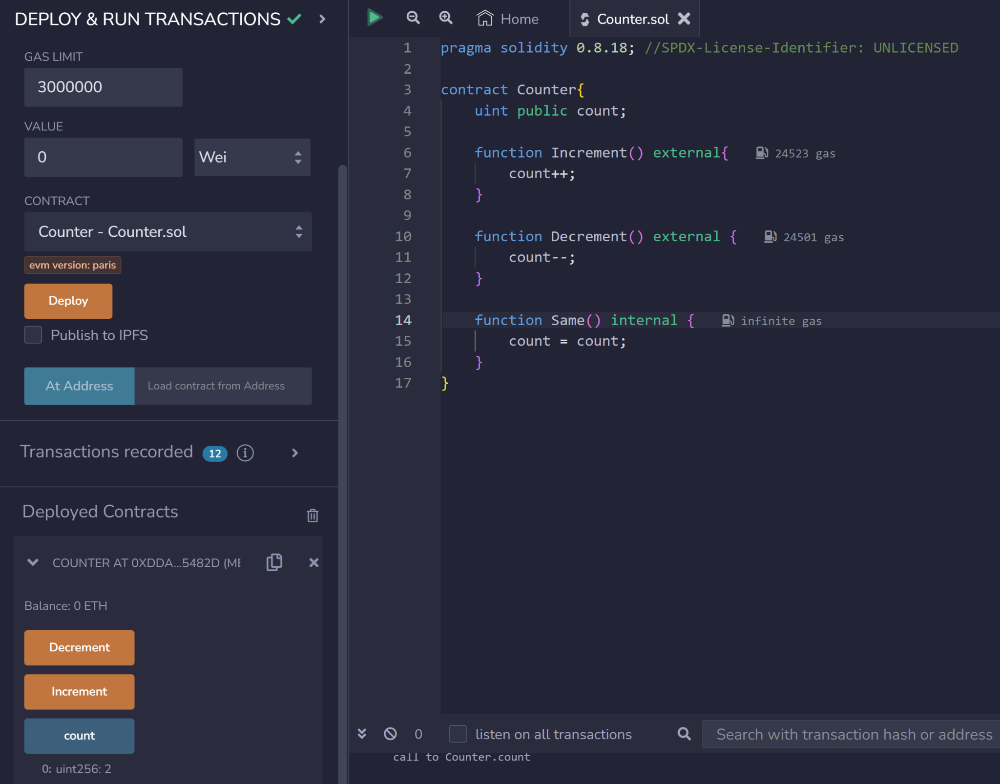 DEPLOY & RUN TRANSACTIONS
GAS LIMIT
3000000
VALUE
0
Wei
CONTRACT
Counter - Counter.sol
evm version: paris
Deploy
Publish to IPFS
At Address
Load contract from Address
Transactions recorded 12 i
Deployed Contracts
COUNTER AT 0XDDA...5482D (ME
Balance: 0 ETH
Decrement
Increment
count
0: uint256: 2
Home
Counter.sol
1 pragma solidity 0.8.18; //SPDX-License-Identifier: UNLICENSED
2
3 contract Counter{
4 uint public count;
5
6 function Increment() external{ 24523 gas
7 count++;
8 }
9
10 function Decrement() external { 24501 gas
11 count--;
12 }
13
14 function Same() internal { infinite gas
15 count = count;
16 }
17 }
0 listen on all transactions
Search with transaction hash or address
call to Counter.count